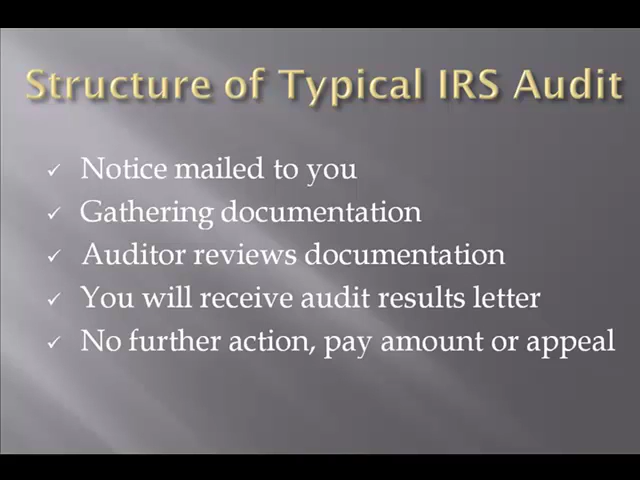 Structure of Typical IRS Audit
✓ Notice mailed to you
✓ Gathering documentation
✓ Auditor reviews documentation
✓ You will receive audit results letter
✓ No further action, pay amount or appeal